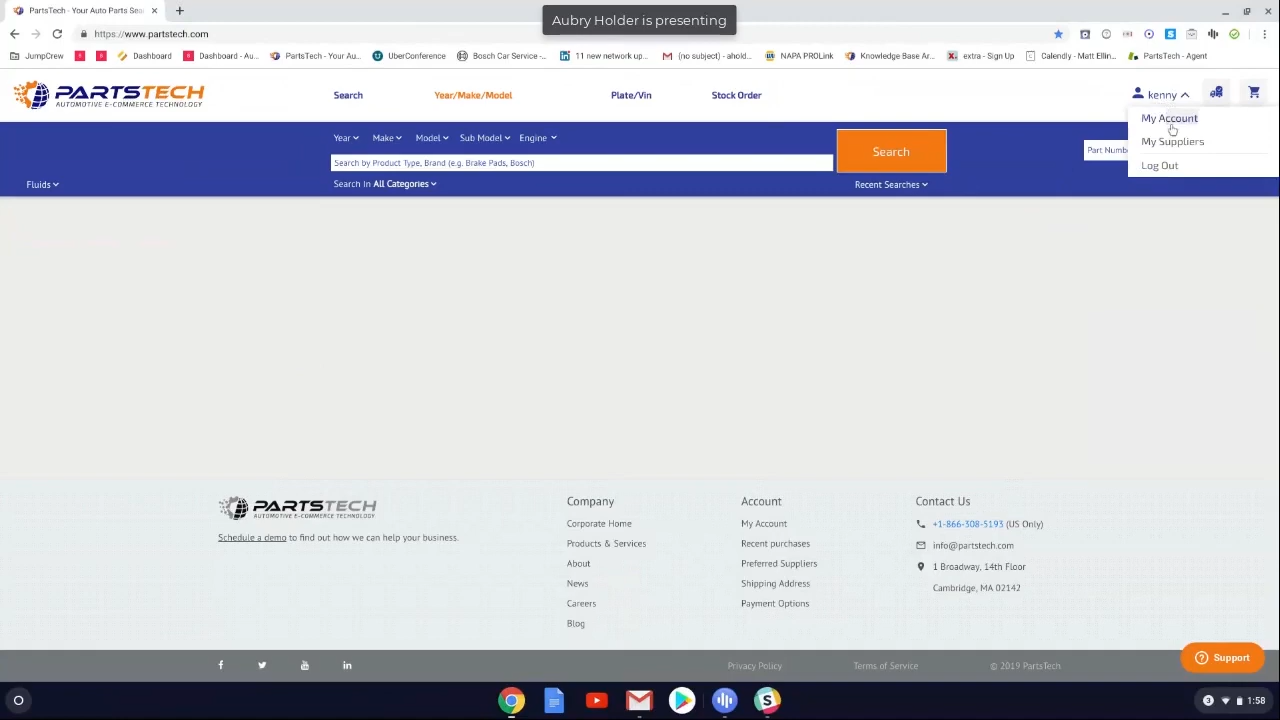 PartsTech - Your Auto Parts Sea
Aubry Holder is presenting
https://www.partstech.com
JumpCrew
Dashboard
Dashboard - Au...
PartsTech - Your Au...
UberConference
Bosch Car Service -...
11 new network up...
(no subject) - ahold...
NAPA PROLink
Knowledge Base Ar...
extra - Sign Up
Calendly - Matt Ellin...
PartsTech - Agent
PARTSTECH
AUTOMOTIVE E-COMMERCE TECHNOLOGY
Search
Year/Make/Model
Plate/Vin
Stock Order
kenny
My Account
My Suppliers
Log Out
Year
Make
Model
Sub Model
Engine
Search by Product Type, Brand (e.g. Brake Pads, Bosch)
Search
Part Numbe
Fluids
Search In All Categories
Recent Searches
PARTSTECH
AUTOMOTIVE E-COMMERCE TECHNOLOGY
Schedule a demo to find out how we can help your business.
Company
Corporate Home
Products & Services
About
News
Careers
Blog
Account
My Account
Recent purchases
Preferred Suppliers
Shipping Address
Payment Options
Contact Us
+1-866-308-5193 (US Only)
info@partstech.com
1 Broadway, 14th Floor
Cambridge, MA 02142
Support
Privacy Policy
Terms of Service
© 2019 PartsTech
3
1:58